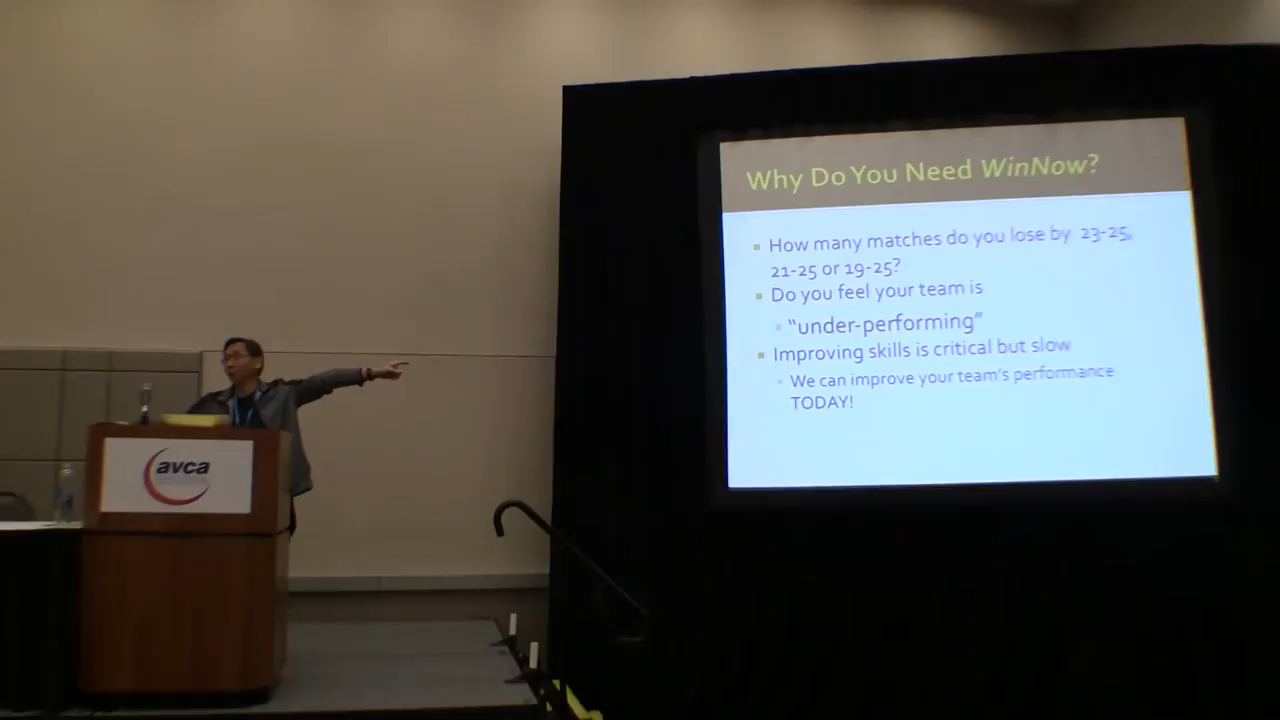 Why Do You Need WinNow?
How many matches do you lose by 23-25,
21-25 or 19-25?
Do you feel your team is
“under-performing”
Improving skills is critical but slow
We can improve your team's performance
TODAY!
avca